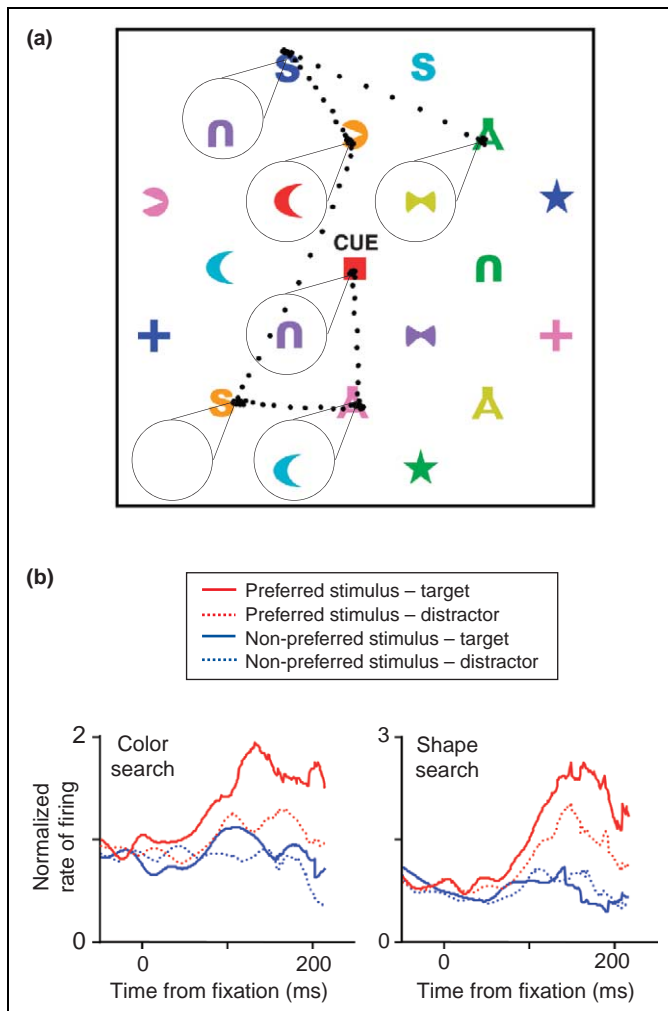 (a)
S
S
CUE
S
(b)
Preferred stimulus – target
Preferred stimulus – distractor
Non-preferred stimulus – target
Non-preferred stimulus – distractor
2
Color
search
3
Shape
search
Normalized
rate of firing
0
0
0
200
0
200
Time from fixation (ms)
Time from fixation (ms)